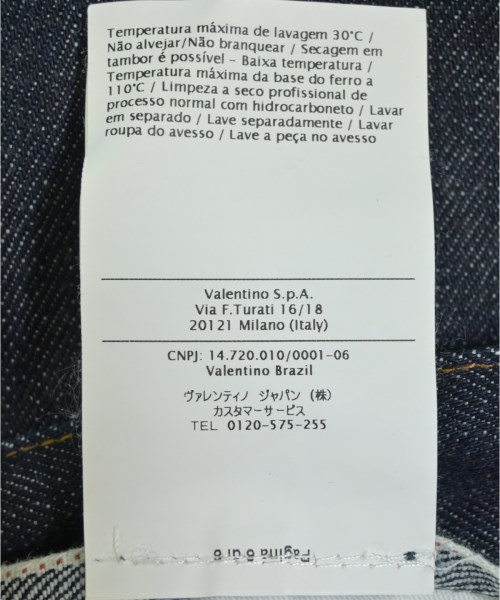 Temperatura máxima de lavagem 30°C /
Não alvejar/Não branquear / Secagem em
tambor é possível – Baixa temperatura /
Temperatura máxima da base do ferro a
110°C / Limpeza a seco profissional de
processo normal com hidrocarboneto / Lavar
em separado / Lave separadamente / Lavar
roupa do avesso / Lave a peça no avesso
Valentino S.p.A.
Via F.Turati 16/18
20121 Milano (Italy)
CNPJ: 14.720.010/0001-06
Valentino Brazil
ヴァレンティノ ジャパン (株)
カスタマーサービス
TEL 0120-575-255
Pagina 6 di 6